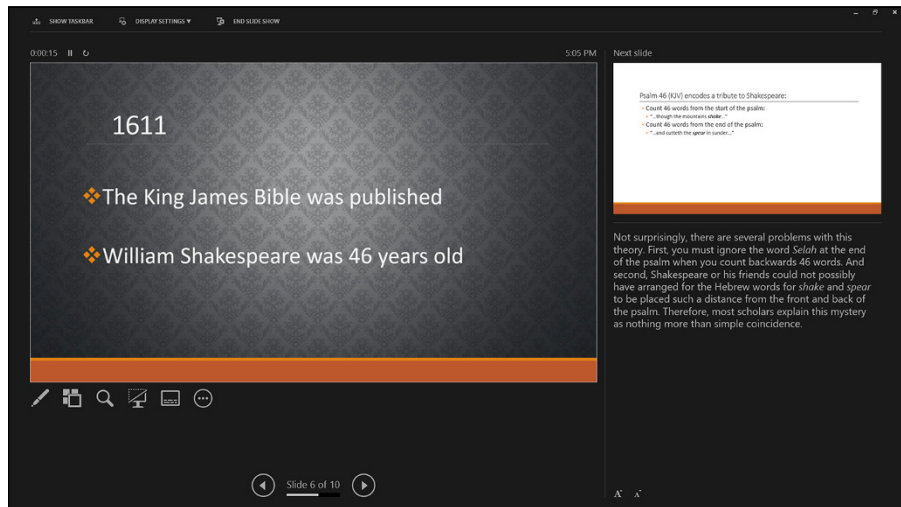 SHOW TASKBAR DISPLAY SETTINGS ▼ END SLIDE SHOW
0:00:15 5:05 PM
1611
The King James Bible was published
William Shakespeare was 46 years old
Slide 6 of 10
Next slide
Psalm 46 (KJV) encodes a tribute to Shakespeare:
Count 46 words from the start of the psalm:
"...though the mountains shake..."
Count 46 words from the end of the psalm:
"...and cutteth the spear in sunder..."
Not surprisingly, there are several problems with this
theory. First, you must ignore the word Selah at the end
of the psalm when you count backwards 46 words. And
second, Shakespeare or his friends could not possibly
have arranged for the Hebrew words for shake and spear
to be placed such a distance from the front and back of
the psalm. Therefore, most scholars explain this mystery
as nothing more than simple coincidence.
A A